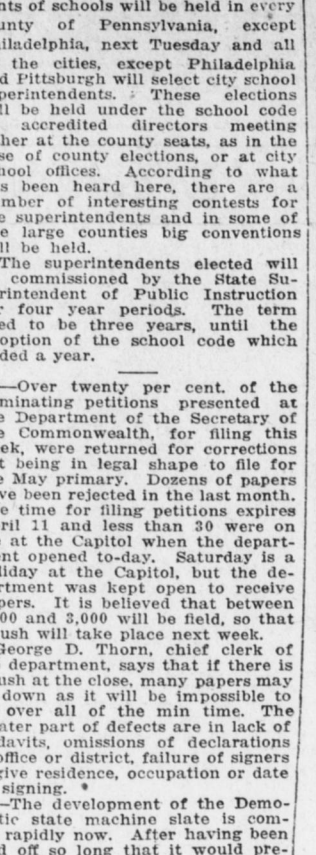 nts of schools will be held in every
unty of Pennsylvania, except
iladelphia, next Tuesday and all
the cities, except Philadelphia
d Pittsburgh will select city school
perintendents. These elections
ll be held under the school code
accredited directors meeting
her at the county seats, as in the
se of county elections, or at city
hool offices. According to what
s been heard here, there are a
mber of interesting contests for
e superintendents and in some of
e large counties big conventions
ll be held.
The superintendents elected will
commissioned by the State Su-
rintendent of Public Instruction
r four year periods. The term
ed to be three years, until the
option of the school code which
ded a year.
—Over twenty per cent. of the
minating petitions presented at
e Department of the Secretary of
e Commonwealth, for filing this
ek, were returned for corrections
t being in legal shape to file for
e May primary. Dozens of papers
ve been rejected in the last month.
e time for filing petitions expires
ril 11 and less than 30 were on
at the Capitol when the depart-
ent opened to-day. Saturday is a
liday at the Capitol, but the de-
rtment was kept open to receive
pers. It is believed that between
00 and 3,000 will be field, so that
ush will take place next week.
George D. Thorn, chief clerk of
department, says that if there is
ush at the close, many papers may
down as it will be impossible to
over all of the min time. The
ater part of defects are in lack of
davits, omissions of declarations
office or district, failure of signers
give residence, occupation or date
signing.
—The development of the Demo-
tic state machine slate is com-
rapidly now. After having been
d off so long that it would pre-